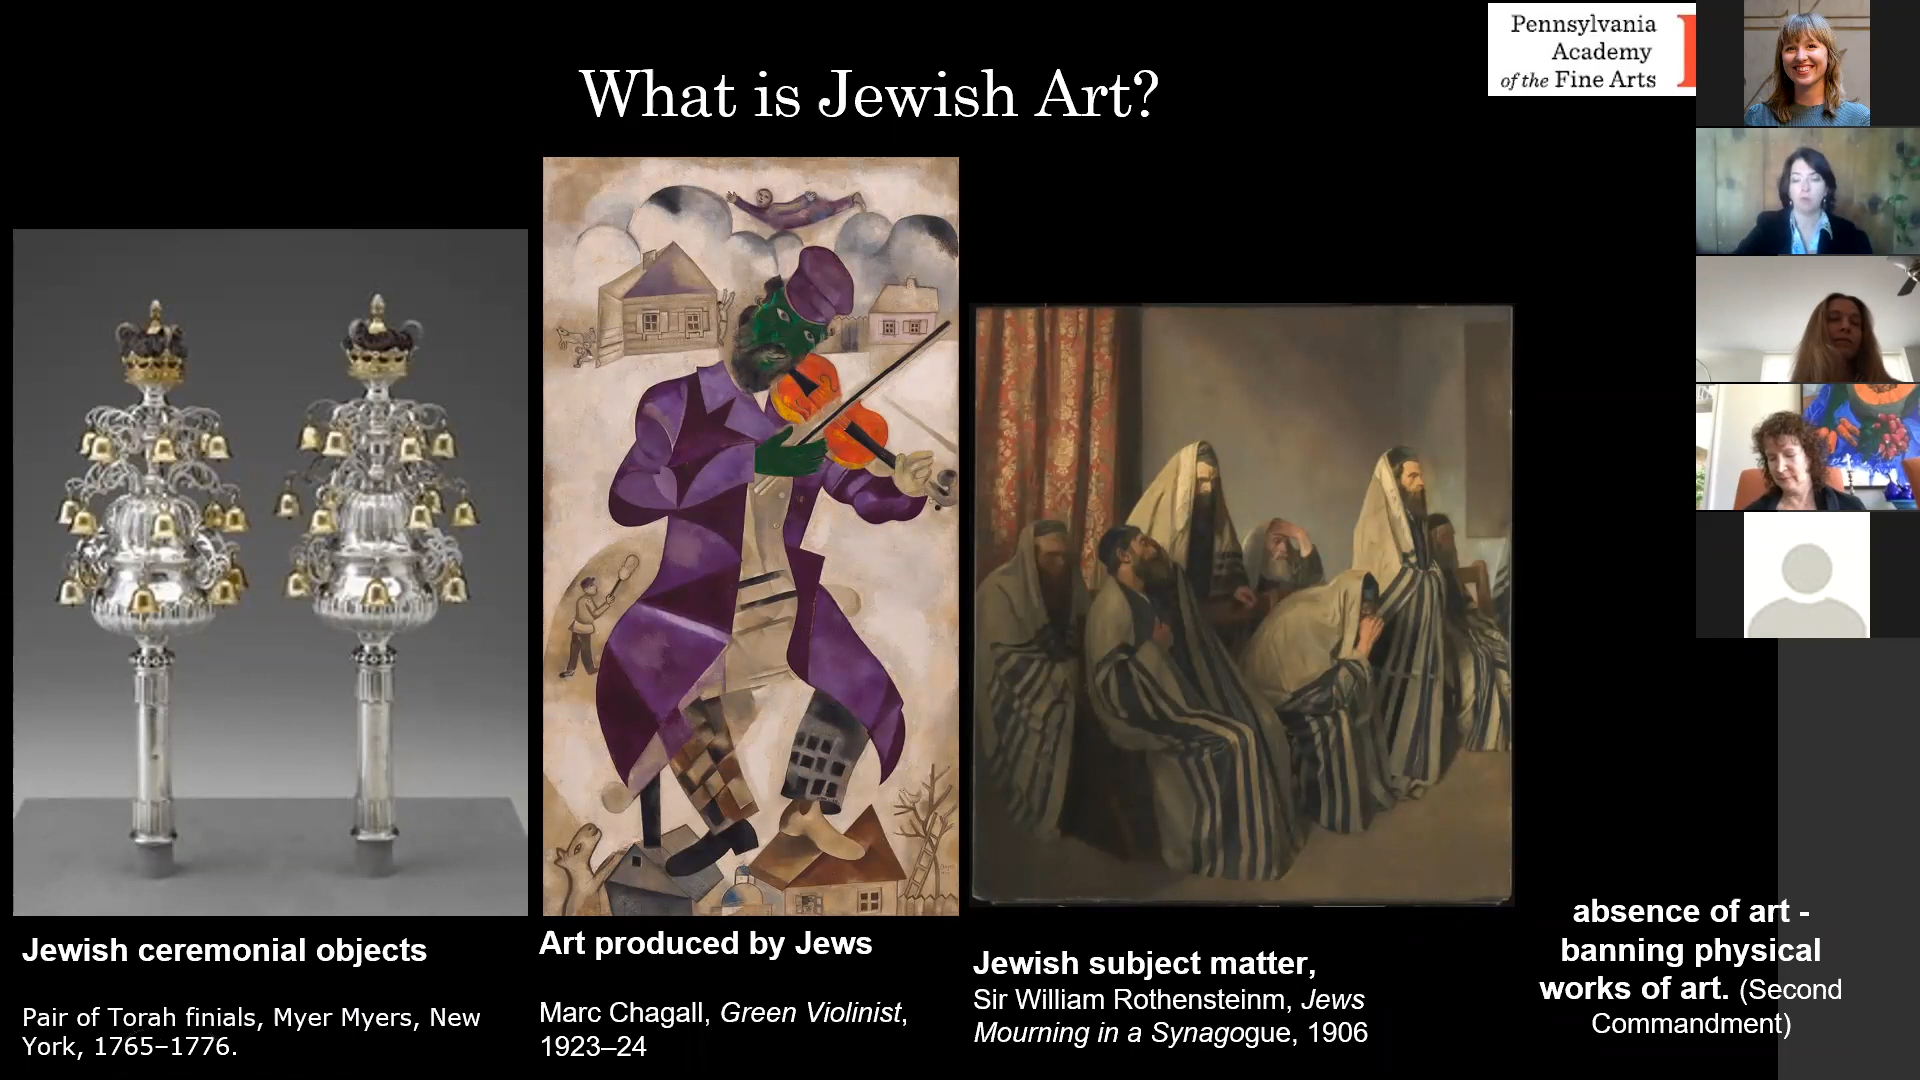 What is Jewish Art?
Pennsylvania
Academy
of the Fine Arts
Jewish ceremonial objects
Pair of Torah finials, Myer Myers, New
York, 1765–1776.
Art produced by Jews
Marc Chagall, Green Violinist,
1923–24
Jewish subject matter,
Sir William Rothensteinm, Jews
Mourning in a Synagogue, 1906
absence of art -
banning physical
works of art. (Second
Commandment)